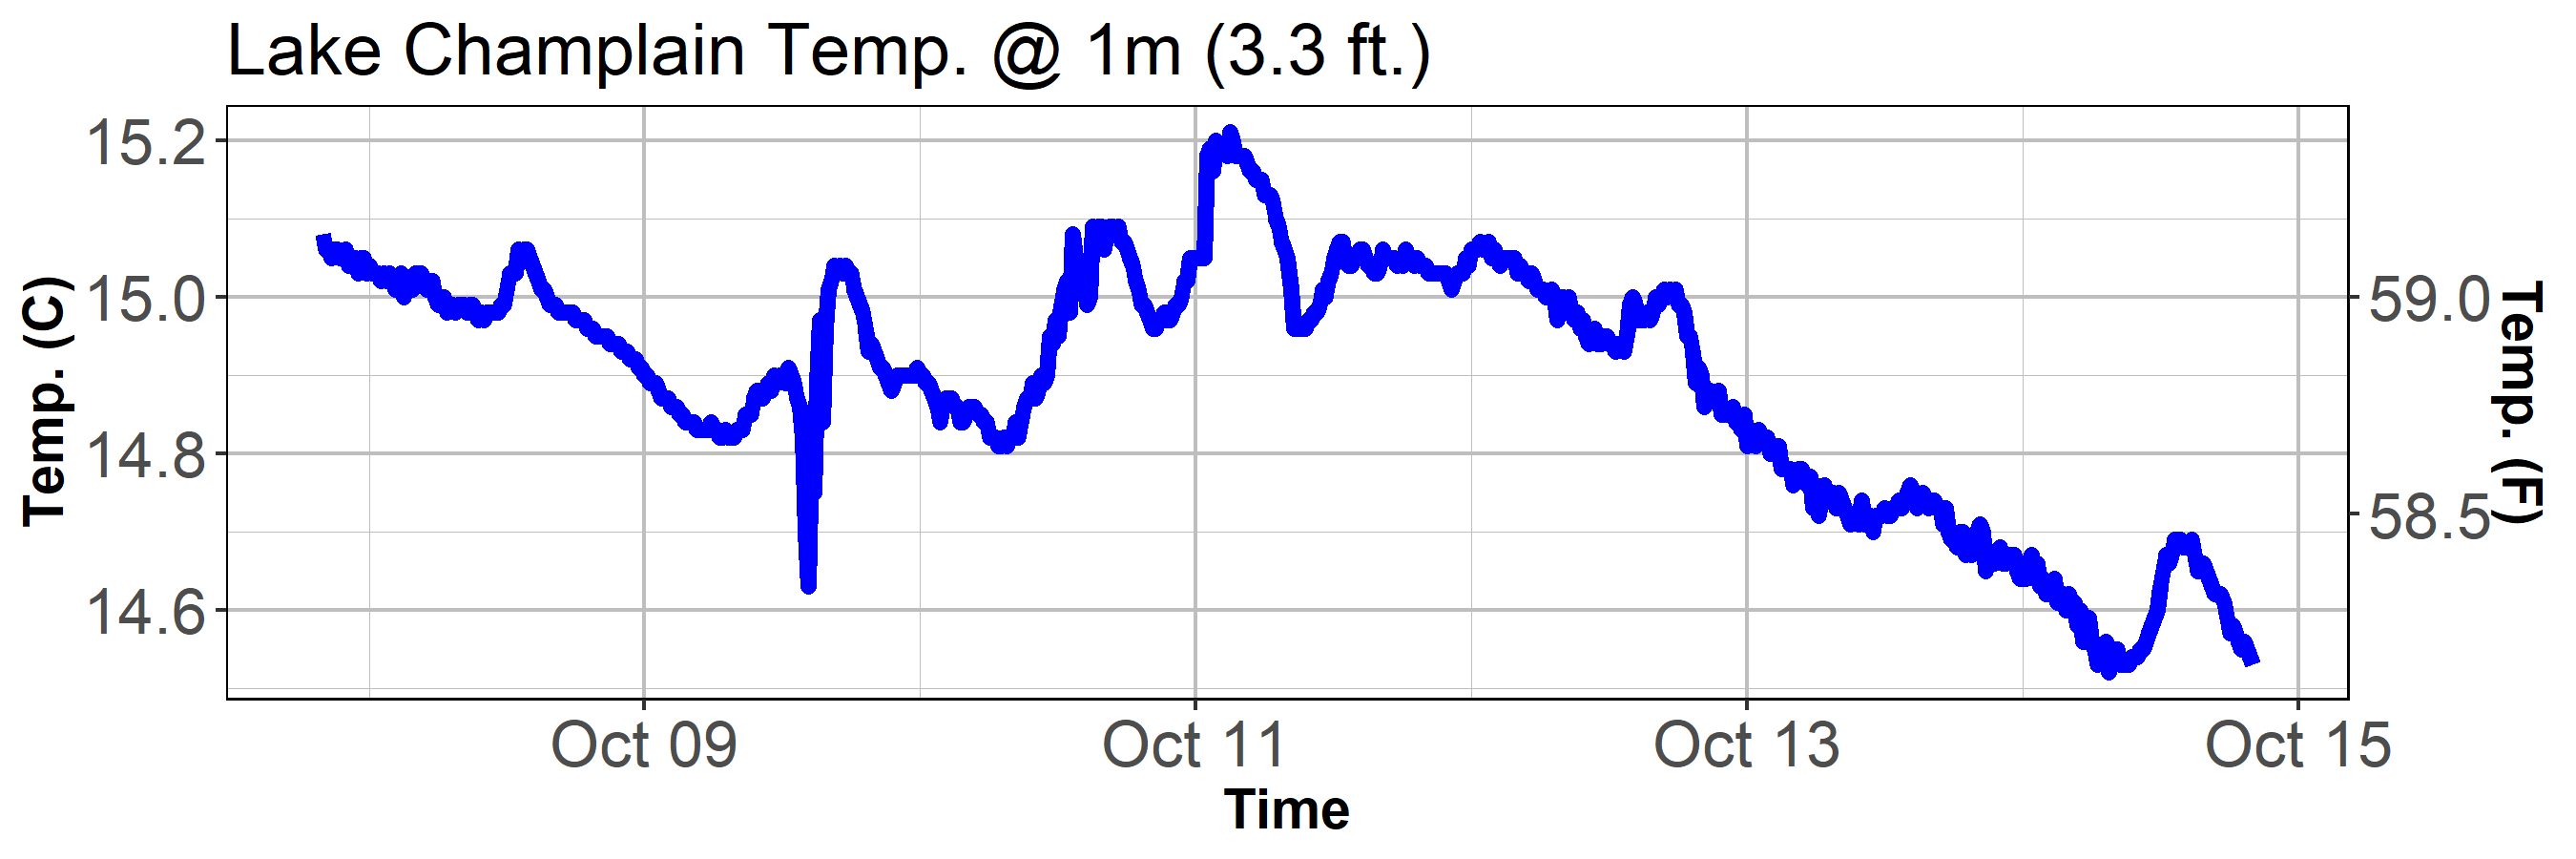 Lake Champlain Temp. @ 1m (3.3 ft.)
15.2
15.0
14.8
14.6
Temp. (C)
59.0
58.5
Temp. (F)
Oct 09
Oct 11
Oct 13
Oct 15
Time